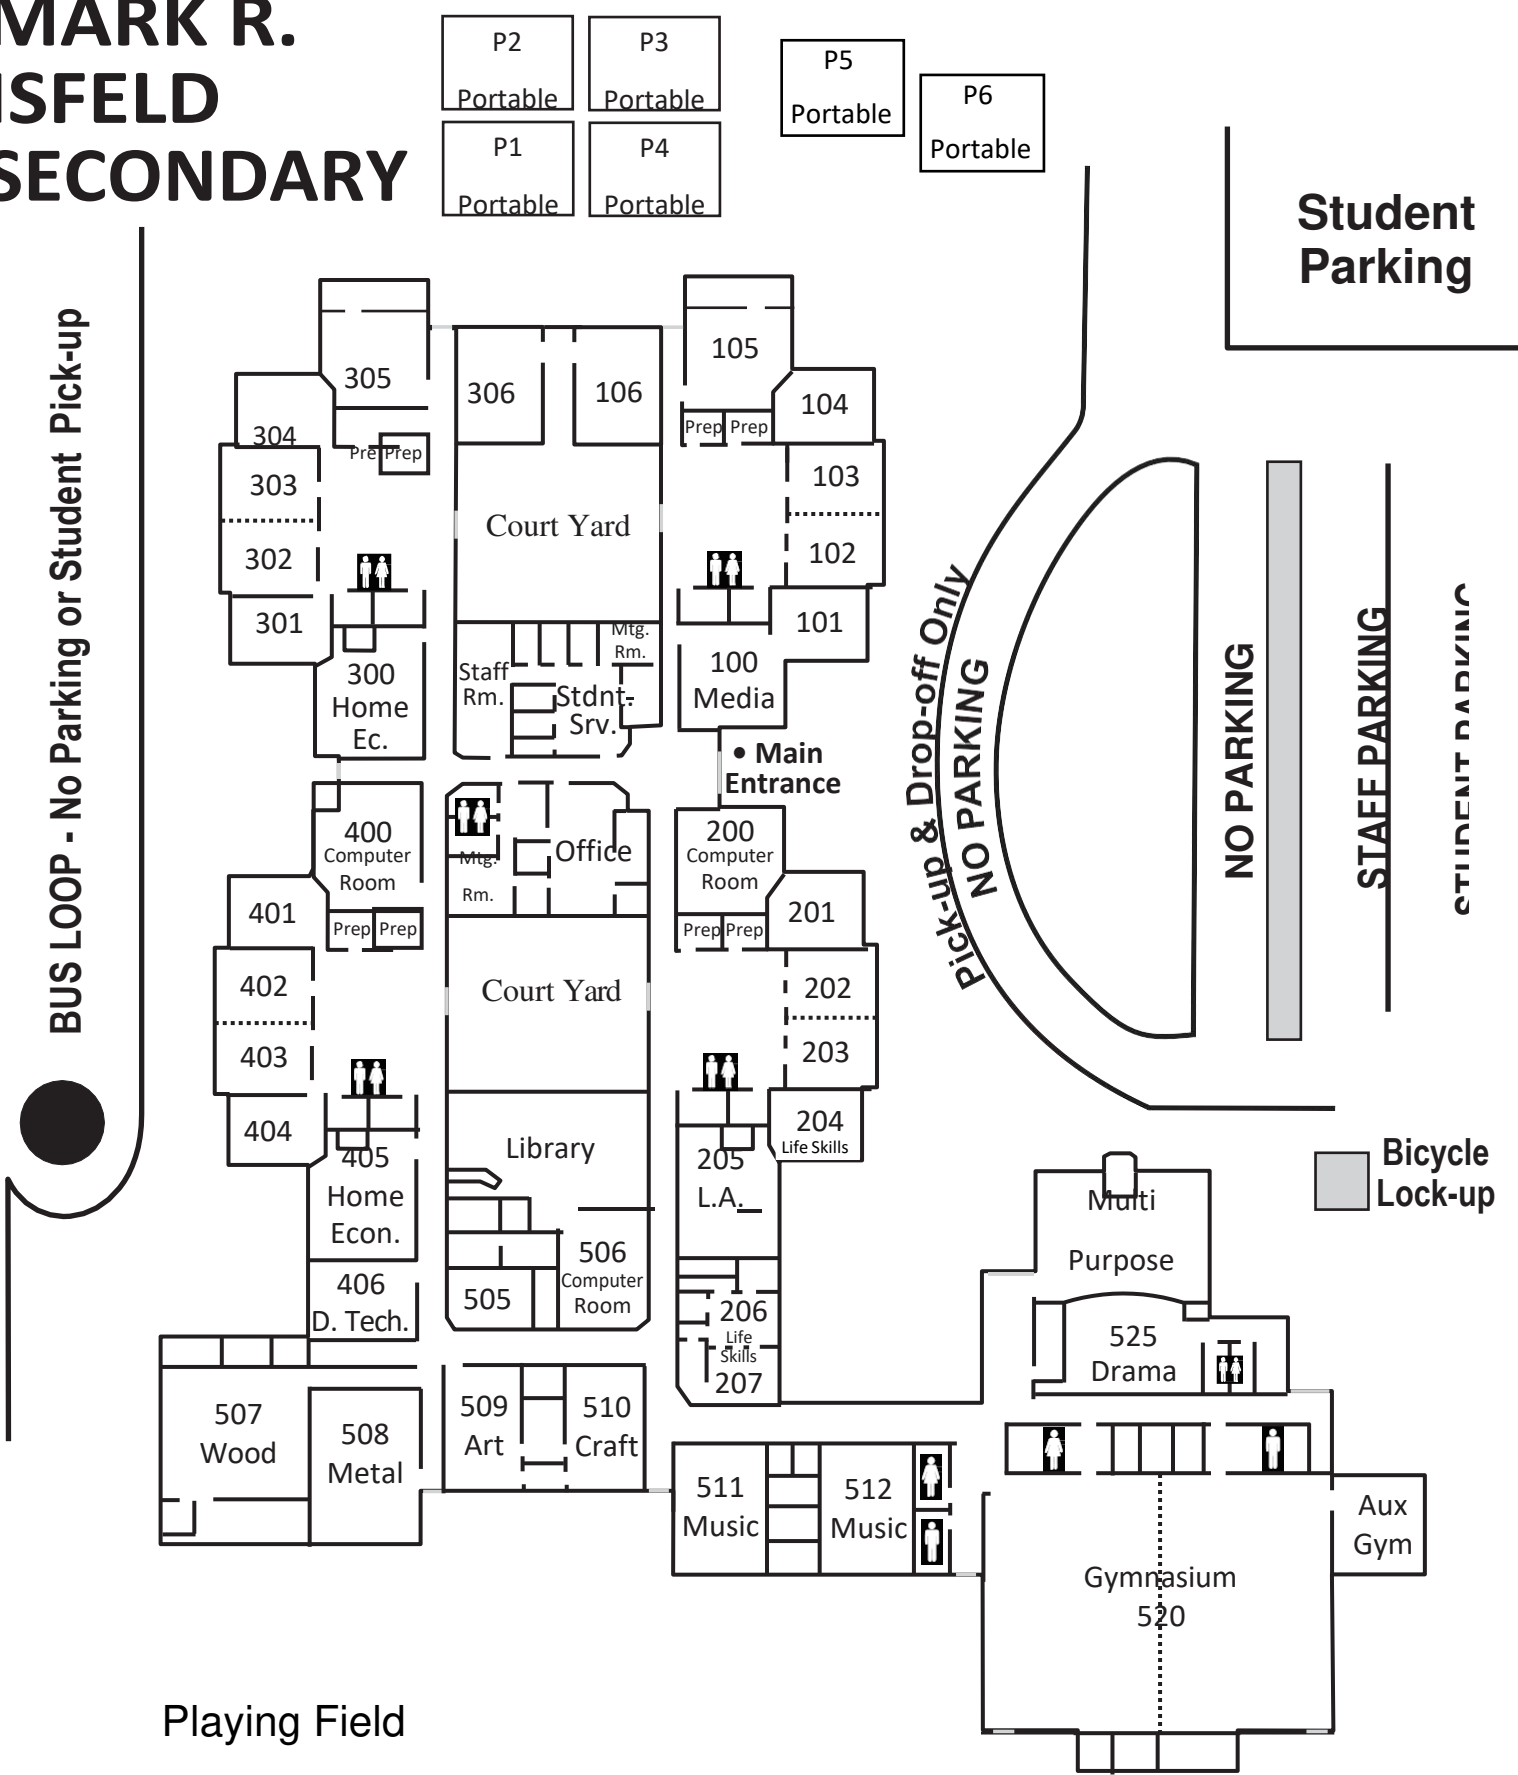 MARK R.
ISFELD
SECONDARY
P2
Portable
P3
Portable
P5
Portable
P6
Portable
P1
Portable
P4
Portable
Student
Parking
BUS LOOP - No Parking or Student Pick-up
305
306
106
105
104
304
Pre
Prep
Prep
Prep
303
103
Court Yard
302
102
301
101
Mtg.
Rm.
Staff
Rm.
Stdnt.
Srv.
100
Media
300
Home
Ec.
• Main
Entrance
Pick-up & Drop-off Only
NO PARKING
NO PARKING
STAFF PARKING
STUDENT PARKING
400
Computer
Room
Mtg.
Rm.
Office
200
Computer
Room
401
Prep
Prep
Prep
Prep
201
402
Court Yard
202
403
203
404
204
Life Skills
Library
405
Home
Econ.
205
L.A.
Bicycle
Lock-up
Multi
Purpose
406
D. Tech.
505
506
Computer
Room
206
Life
Skills
207
525
Drama
507
Wood
508
Metal
509
Art
510
Craft
511
Music
512
Music
Aux
Gym
Gymnasium
520
Playing Field